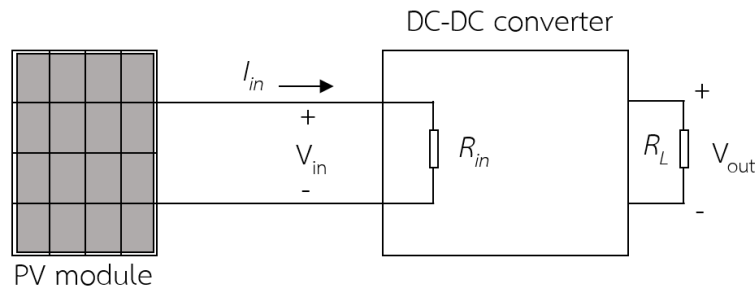 DC-DC converter
I_in
+
V_in
-
R_in
R_L
+
V_out
-
PV module